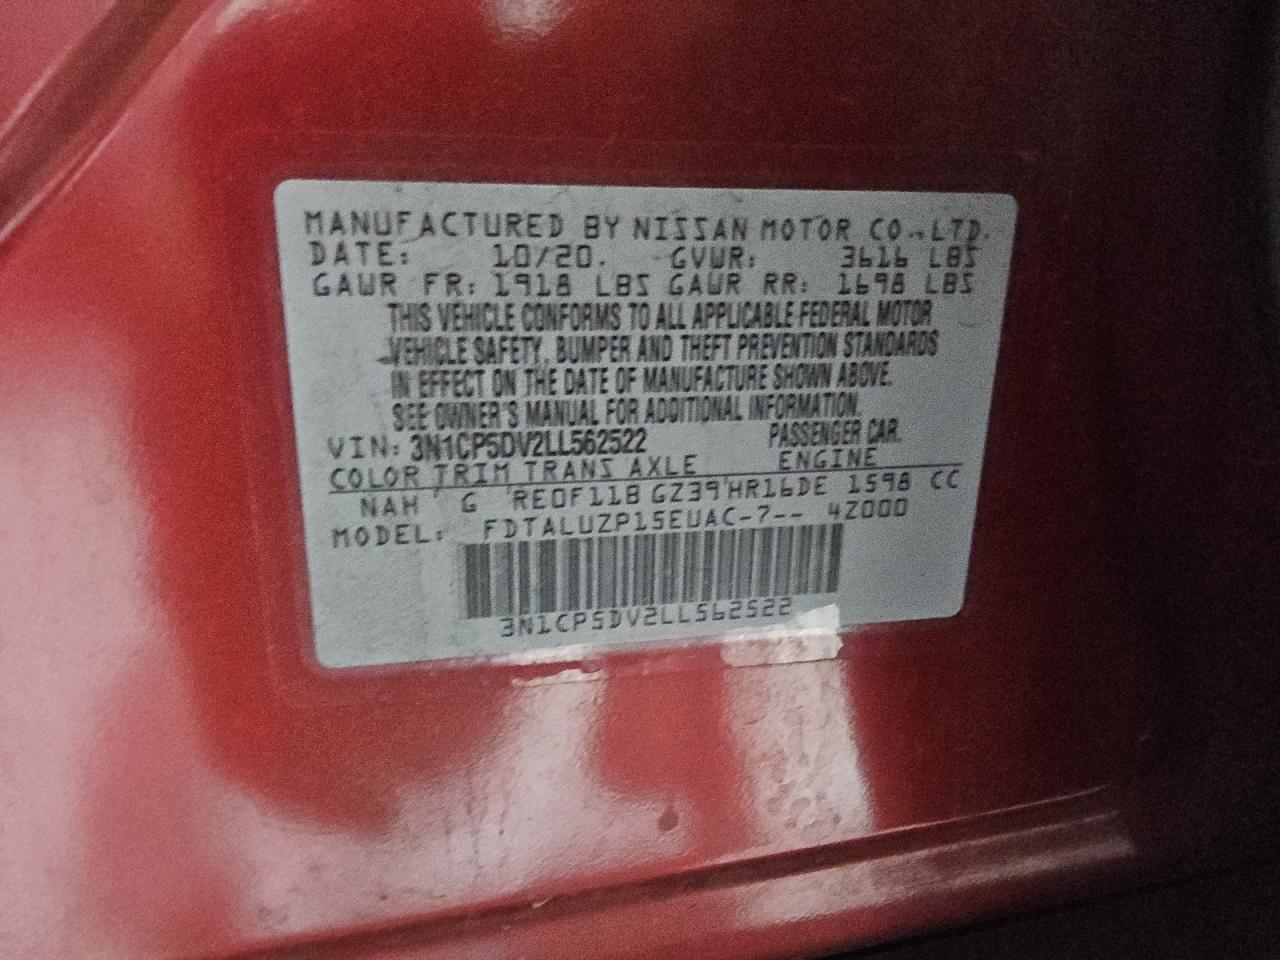 MANUFACTURED BY NISSAN MOTOR CO.,LTD.
DATE: 10/20. GVWR: 3616 LBS
GAWR FR: 1918 LBS GAWR RR: 1698 LBS
THIS VEHICLE CONFORMS TO ALL APPLICABLE FEDERAL MOTOR
VEHICLE SAFETY, BUMPER AND THEFT PREVENTION STANDARDS
IN EFFECT ON THE DATE OF MANUFACTURE SHOWN ABOVE.
SEE OWNER'S MANUAL FOR ADDITIONAL INFORMATION.
VIN: 3N1CP5DV2LL562522 PASSENGER CAR.
COLOR TRIM TRANS AXLE ENGINE
NAH G RE0F11B GZ39 HR16DE 1598 CC
MODEL: FDTALUZP15EUAC-7-- 4Z000
3N1CP5DV2LL562522